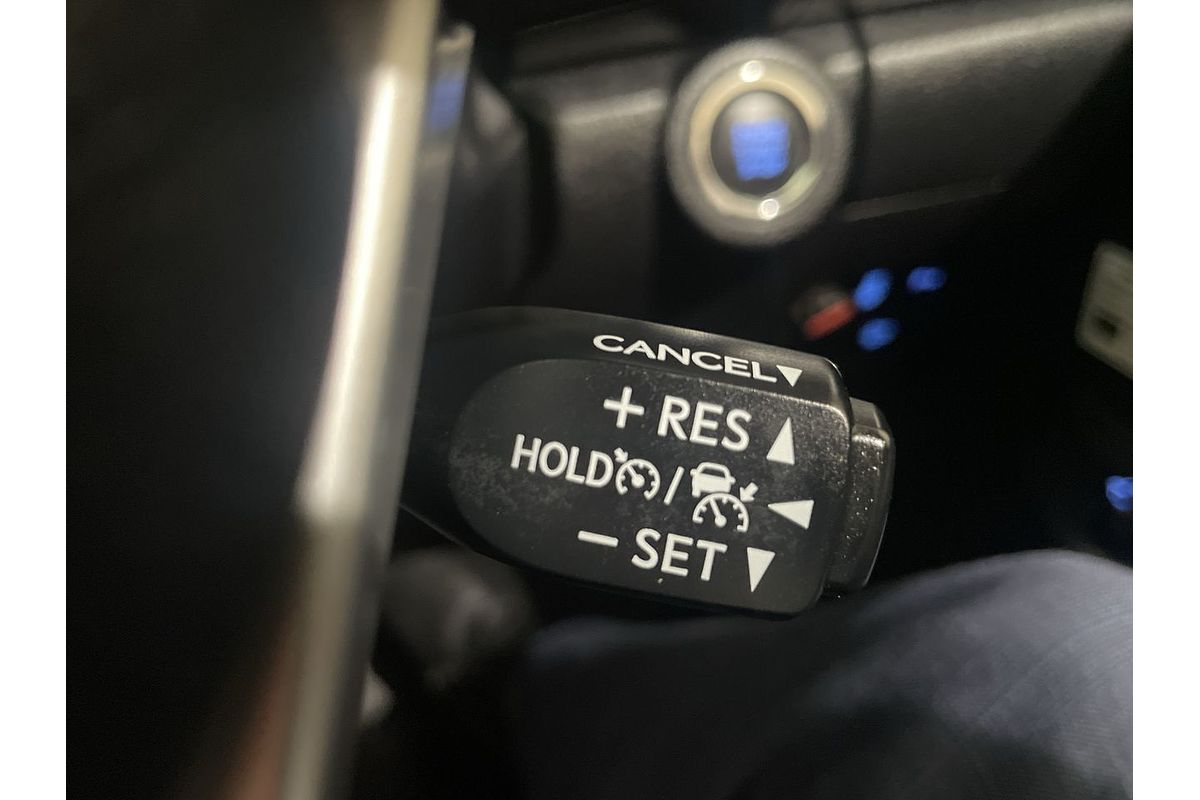 CANCEL▼
+ RES ▲
HOLD / ◀
− SET ▼